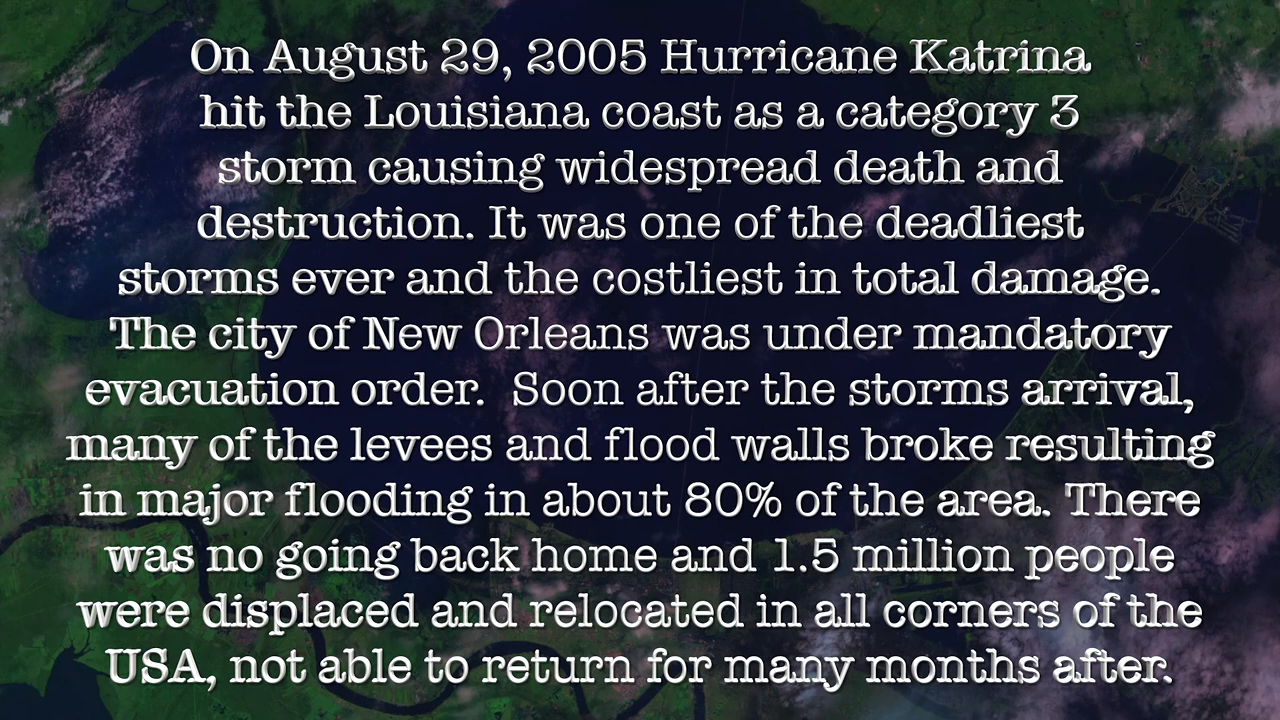 On August 29, 2005 Hurricane Katrina
hit the Louisiana coast as a category 3
storm causing widespread death and
destruction. It was one of the deadliest
storms ever and the costliest in total damage.
The city of New Orleans was under mandatory
evacuation order.  Soon after the storms arrival,
many of the levees and flood walls broke resulting
in major flooding in about 80% of the area. There
was no going back home and 1.5 million people
were displaced and relocated in all corners of the
USA, not able to return for many months after.